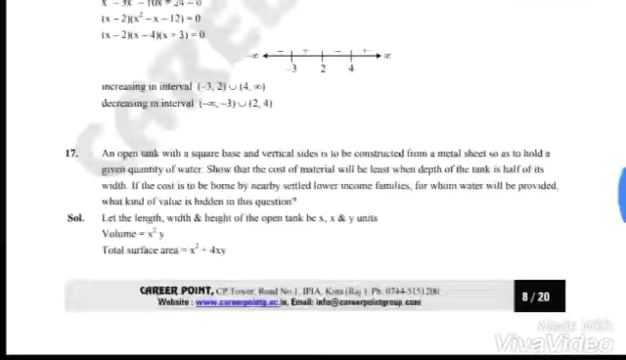 (x – 2)(x² – x – 12) = 0
(x – 2)(x – 4)(x + 3) = 0
–∞ – + – + ∞
–3 2 4
increasing in interval (–3, 2) ∪ (4, ∞)
decreasing in interval (–∞, –3) ∪ (2, 4)
17. An open tank with a square base and vertical sides is to be constructed from a metal sheet so as to hold a
given quantity of water. Show that the cost of material will be least when depth of the tank is half of its
width. If the cost is to be borne by nearby settled lower income families, for whom water will be provided,
what kind of value is hidden in this question?
Sol. Let the length, width & height of the open tank be x, x & y units
Volume = x² y
Total surface area = x² + 4xy
CAREER POINT, CP Tower, Road No.1, IPIA, Kota (Raj.) Ph. 0744-5151200
Website : www.careerpointg.ac.in, Email: info@careerpointgroup.com
8 / 20
CAREER
Made With
VivaVideo